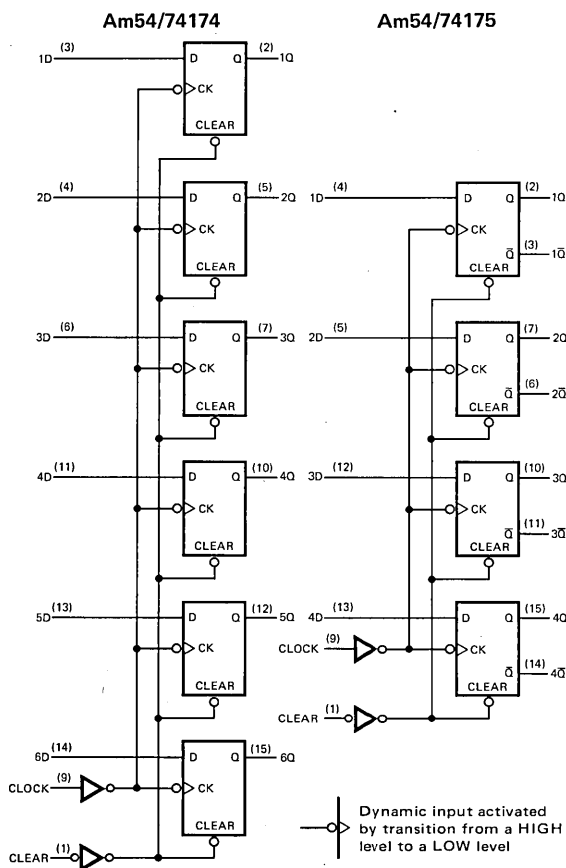 Am54/74174
1D (3) D Q (2) 1Q
CK
CLEAR
2D (4) D Q (5) 2Q
CK
CLEAR
3D (6) D Q (7) 3Q
CK
CLEAR
4D (11) D Q (10) 4Q
CK
CLEAR
5D (13) D Q (12) 5Q
CK
CLEAR
6D (14) D Q (15) 6Q
CLOCK (9) CK
CLEAR
CLEAR (1)
Am54/74175
1D (4) D Q (2) 1Q
CK
Q̅ (3) 1Q̅
CLEAR
2D (5) D Q (7) 2Q
CK
Q̅ (6) 2Q̅
CLEAR
3D (12) D Q (10) 3Q
CK
Q̅ (11) 3Q̅
CLEAR
4D (13) D Q (15) 4Q
CLOCK (9) CK
Q̅ (14) 4Q̅
CLEAR
CLEAR (1)
Dynamic input activated
by transition from a HIGH
level to a LOW level